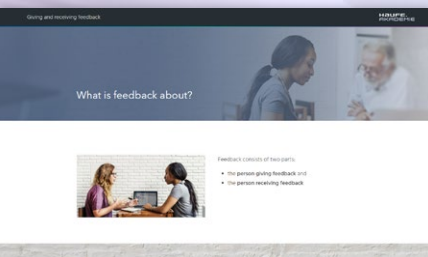 Giving and receiving feedback
HAUFE.
AKADEMIE
What is feedback about?
Feedback consists of two parts:
• the person giving feedback and
• the person receiving feedback